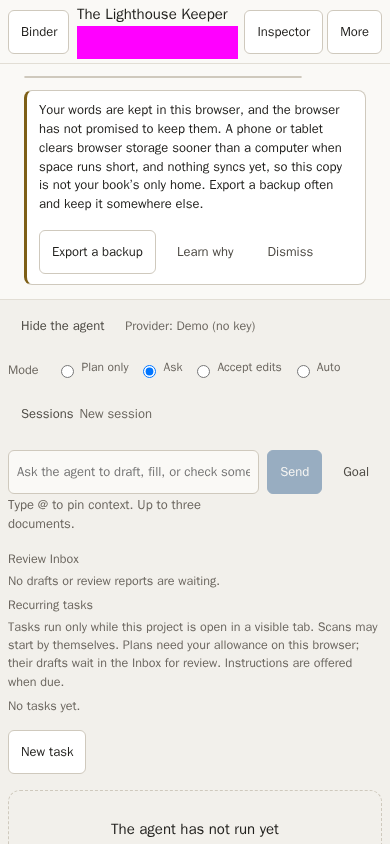 Binder
The Lighthouse Keeper
Inspector
More
Your words are kept in this browser, and the browser
has not promised to keep them. A phone or tablet
clears browser storage sooner than a computer when
space runs short, and nothing syncs yet, so this copy
is not your book's only home. Export a backup often
and keep it somewhere else.
Export a backup
Learn why
Dismiss
Hide the agent
Provider: Demo (no key)
Mode
Plan only
Ask
Accept edits
Auto
Sessions
New session
Ask the agent to draft, fill, or check some
Send
Goal
Type @ to pin context. Up to three
documents.
Review Inbox
No drafts or review reports are waiting.
Recurring tasks
Tasks run only while this project is open in a visible tab. Scans may
start by themselves. Plans need your allowance on this browser;
their drafts wait in the Inbox for review. Instructions are offered
when due.
No tasks yet.
New task
The agent has not run yet